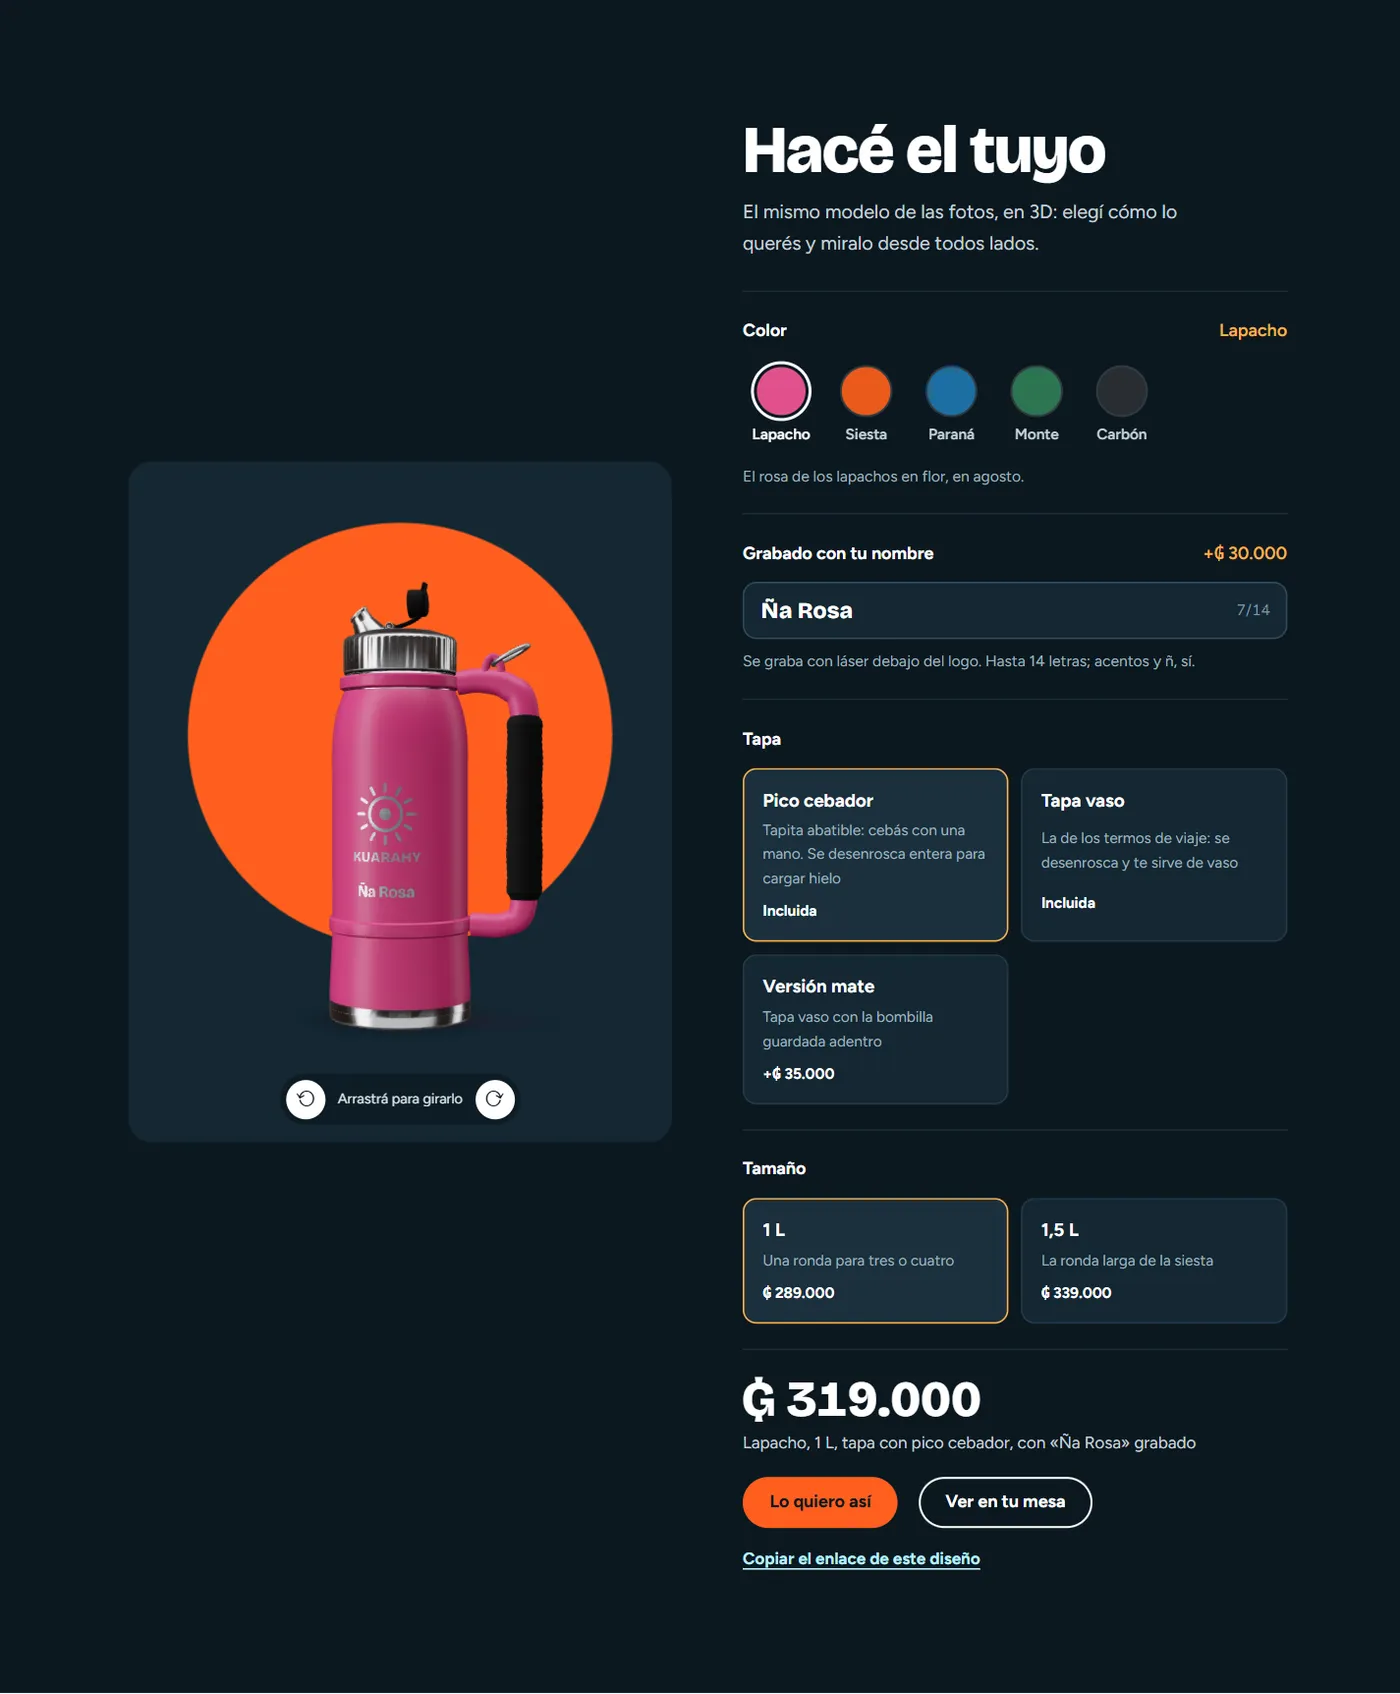 Hacé el tuyo
El mismo modelo de las fotos, en 3D: elegí cómo lo
querés y miralo desde todos lados.
Color
Lapacho
Lapacho
Siesta
Paraná
Monte
Carbón
El rosa de los lapachos en flor, en agosto.
Grabado con tu nombre
+₲ 30.000
Ña Rosa
7/14
Se graba con láser debajo del logo. Hasta 14 letras; acentos y ñ, sí.
Tapa
Pico cebador
Tapita abatible: cebás con una
mano. Se desenrosca entera para
cargar hielo
Incluida
Tapa vaso
La de los termos de viaje: se
desenrosca y te sirve de vaso
Incluida
Versión mate
Tapa vaso con la bombilla
guardada adentro
+₲ 35.000
Tamaño
1 L
Una ronda para tres o cuatro
₲ 289.000
1,5 L
La ronda larga de la siesta
₲ 339.000
₲ 319.000
Lapacho, 1 L, tapa con pico cebador, con «Ña Rosa» grabado
Lo quiero así
Ver en tu mesa
Copiar el enlace de este diseño
KUARAHY
Ña Rosa
Arrastrá para girarlo